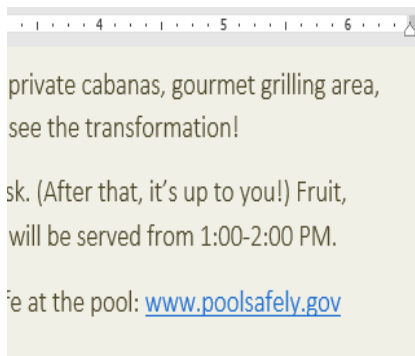 4 5 6
private cabanas, gourmet grilling area,
see the transformation!
sk. (After that, it's up to you!) Fruit,
will be served from 1:00-2:00 PM.
fe at the pool: www.poolsafely.gov